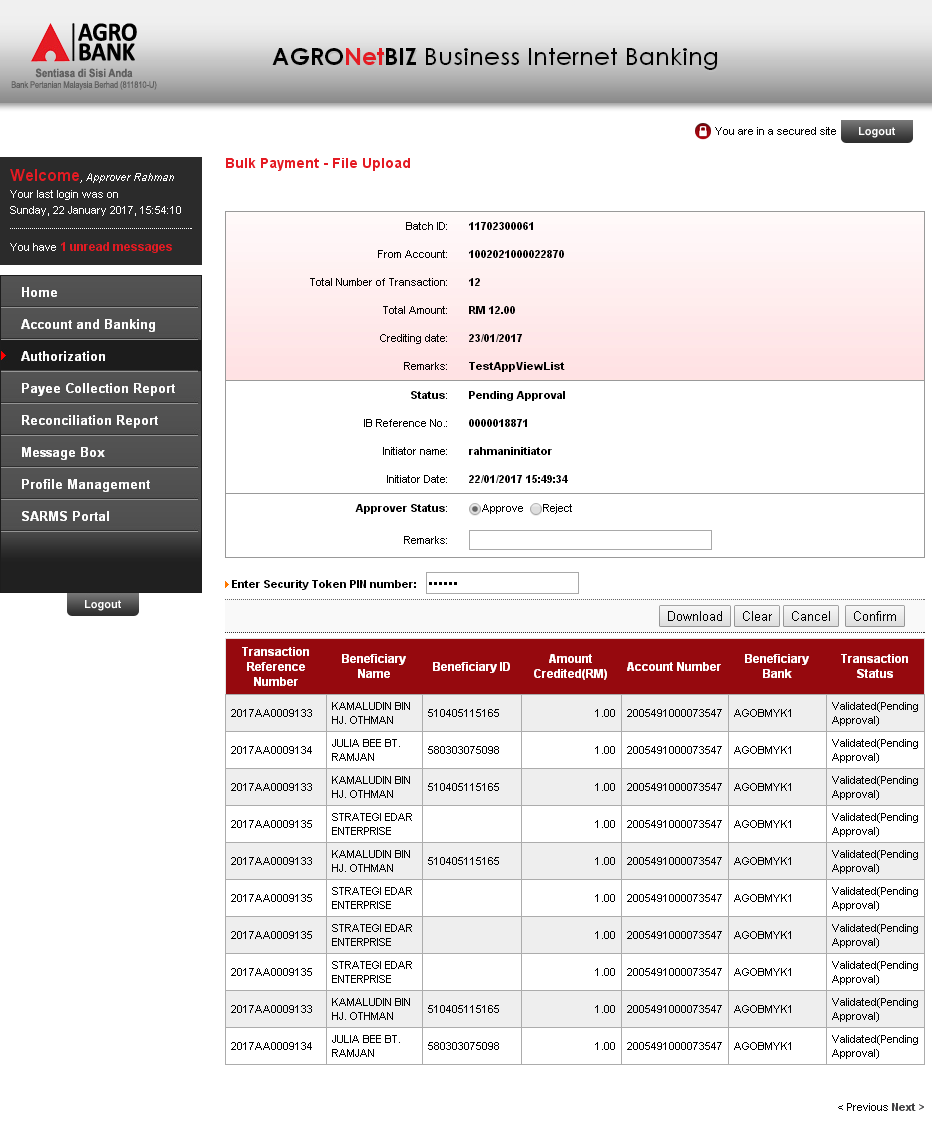 AGRO
BANK
Sentiasa di Sisi Anda
Bank Pertanian Malaysia Berhad (811810-U)
AGRONetBIZ Business Internet Banking
You are in a secured site
Logout
Welcome, Approver Rahman
Your last login was on
Sunday, 22 January 2017, 15:54:10
You have 1 unread messages
Home
Account and Banking
Authorization
Payee Collection Report
Reconciliation Report
Message Box
Profile Management
SARMS Portal
Logout
Bulk Payment - File Upload
Batch ID: 11702300061
From Account: 1002021000022870
Total Number of Transaction: 12
Total Amount: RM 12.00
Crediting date: 23/01/2017
Remarks: TestAppViewList
Status: Pending Approval
IB Reference No.: 0000018871
Initiator name: rahmaninitiator
Initiator Date: 22/01/2017 15:49:34
Approver Status: Approve Reject
Remarks:
Enter Security Token PIN number: ••••••
Download Clear Cancel Confirm
Transaction Reference Number Beneficiary Name Beneficiary ID Amount Credited(RM) Account Number Beneficiary Bank Transaction Status
2017AA0009133 KAMALUDIN BIN HJ. OTHMAN 510405115165 1.00 2005491000073547 AGOBMYK1 Validated(Pending Approval)
2017AA0009134 JULIA BEE BT. RAMJAN 580303075098 1.00 2005491000073547 AGOBMYK1 Validated(Pending Approval)
2017AA0009133 KAMALUDIN BIN HJ. OTHMAN 510405115165 1.00 2005491000073547 AGOBMYK1 Validated(Pending Approval)
2017AA0009135 STRATEGI EDAR ENTERPRISE 1.00 2005491000073547 AGOBMYK1 Validated(Pending Approval)
2017AA0009133 KAMALUDIN BIN HJ. OTHMAN 510405115165 1.00 2005491000073547 AGOBMYK1 Validated(Pending Approval)
2017AA0009135 STRATEGI EDAR ENTERPRISE 1.00 2005491000073547 AGOBMYK1 Validated(Pending Approval)
2017AA0009135 STRATEGI EDAR ENTERPRISE 1.00 2005491000073547 AGOBMYK1 Validated(Pending Approval)
2017AA0009135 STRATEGI EDAR ENTERPRISE 1.00 2005491000073547 AGOBMYK1 Validated(Pending Approval)
2017AA0009133 KAMALUDIN BIN HJ. OTHMAN 510405115165 1.00 2005491000073547 AGOBMYK1 Validated(Pending Approval)
2017AA0009134 JULIA BEE BT. RAMJAN 580303075098 1.00 2005491000073547 AGOBMYK1 Validated(Pending Approval)
< Previous Next >